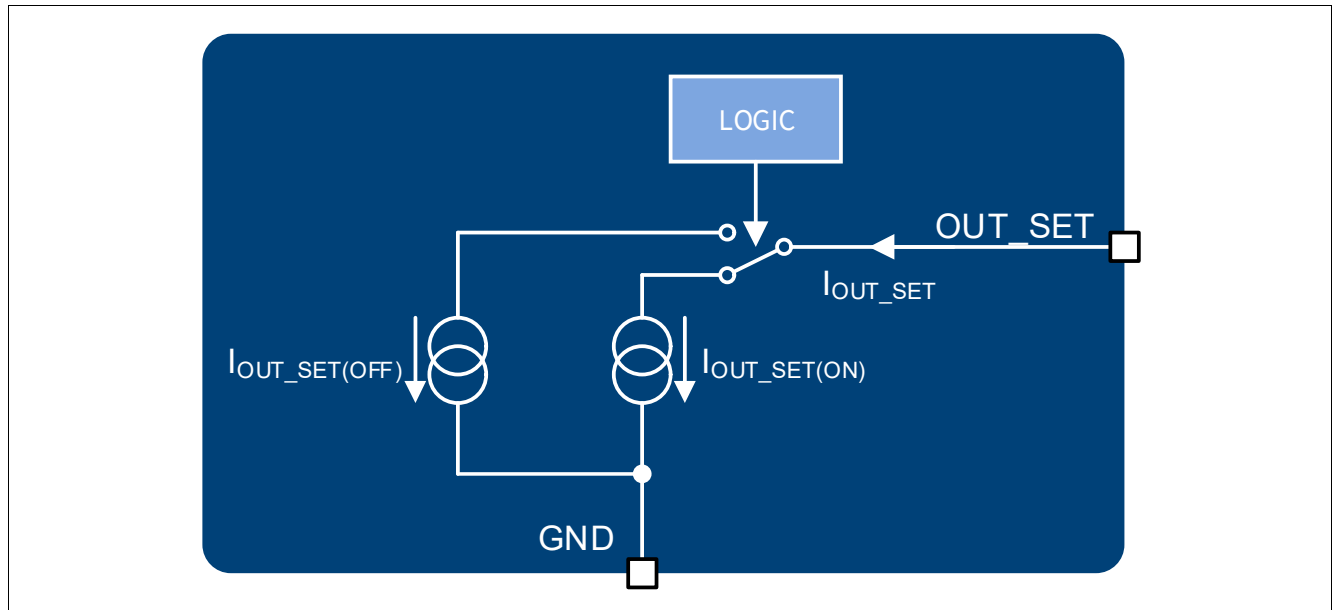 LOGIC
OUT_SET
IOUT_SET
IOUT_SET(OFF)
IOUT_SET(ON)
GND